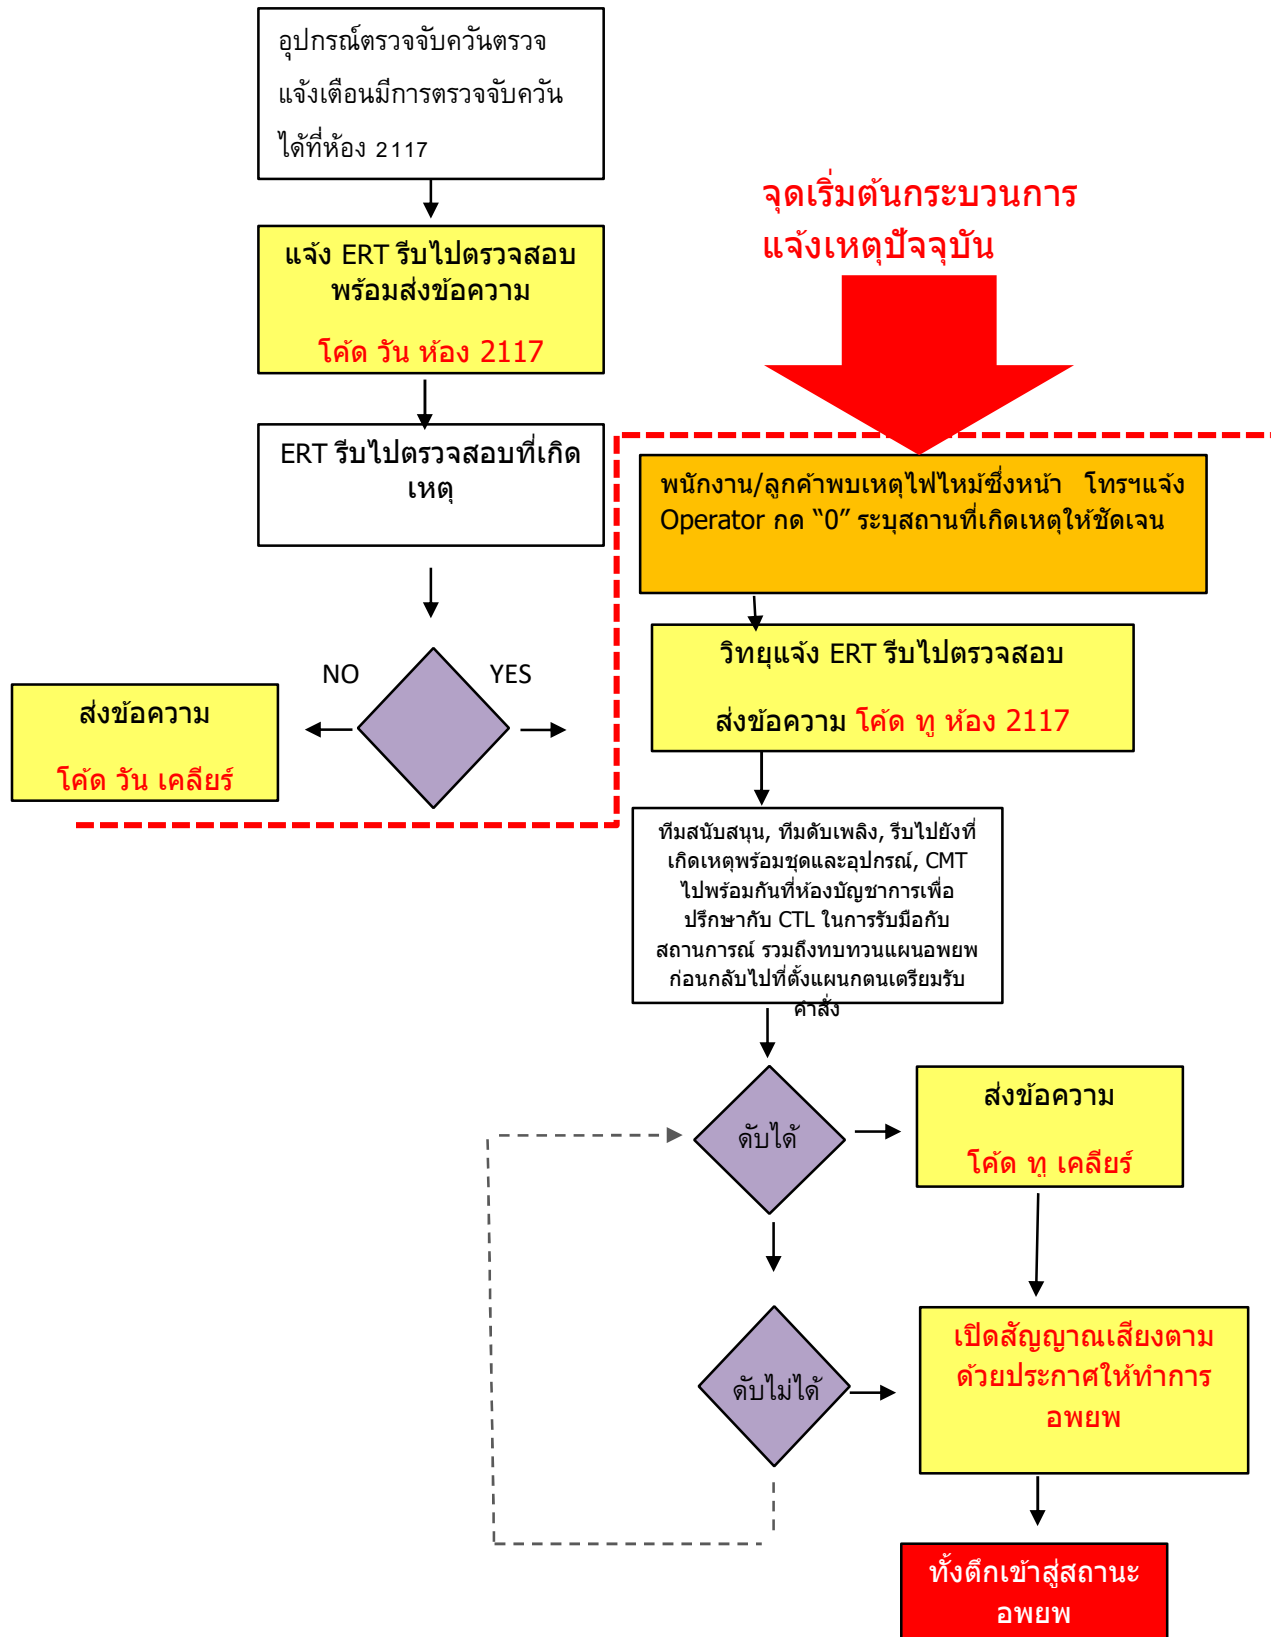 อุปกรณ์ตรวจจับควันตรวจ
แจ้งเตือนมีการตรวจจับควัน
ได้ที่ห้อง 2117
จุดเริ่มต้นกระบวนการ
แจ้งเหตุปัจจุบัน
แจ้ง ERT รีบไปตรวจสอบ
พร้อมส่งข้อความ
โค้ด วัน ห้อง 2117
ERT รีบไปตรวจสอบที่เกิด
เหตุ
พนักงาน/ลูกค้าพบเหตุไฟไหม้ซึ่งหน้า โทรฯแจ้ง
Operator กด “0” ระบุสถานที่เกิดเหตุให้ชัดเจน
NO
YES
วิทยุแจ้ง ERT รีบไปตรวจสอบ
ส่งข้อความ โค้ด ทู ห้อง 2117
ส่งข้อความ
โค้ด วัน เคลียร์
ทีมสนับสนุน, ทีมดับเพลิง, รีบไปยังที่
เกิดเหตุพร้อมชุดและอุปกรณ์, CMT
ไปพร้อมกันที่ห้องบัญชาการเพื่อ
ปรึกษากับ CTL ในการรับมือกับ
สถานการณ์ รวมถึงทบทวนแผนอพยพ
ก่อนกลับไปที่ตั้งแผนกตนเตรียมรับ
คำสั่ง
ดับได้
ส่งข้อความ
โค้ด ทู เคลียร์
ดับไม่ได้
เปิดสัญญาณเสียงตาม
ด้วยประกาศให้ทำการ
อพยพ
ทั้งตึกเข้าสู่สถานะ
อพยพ